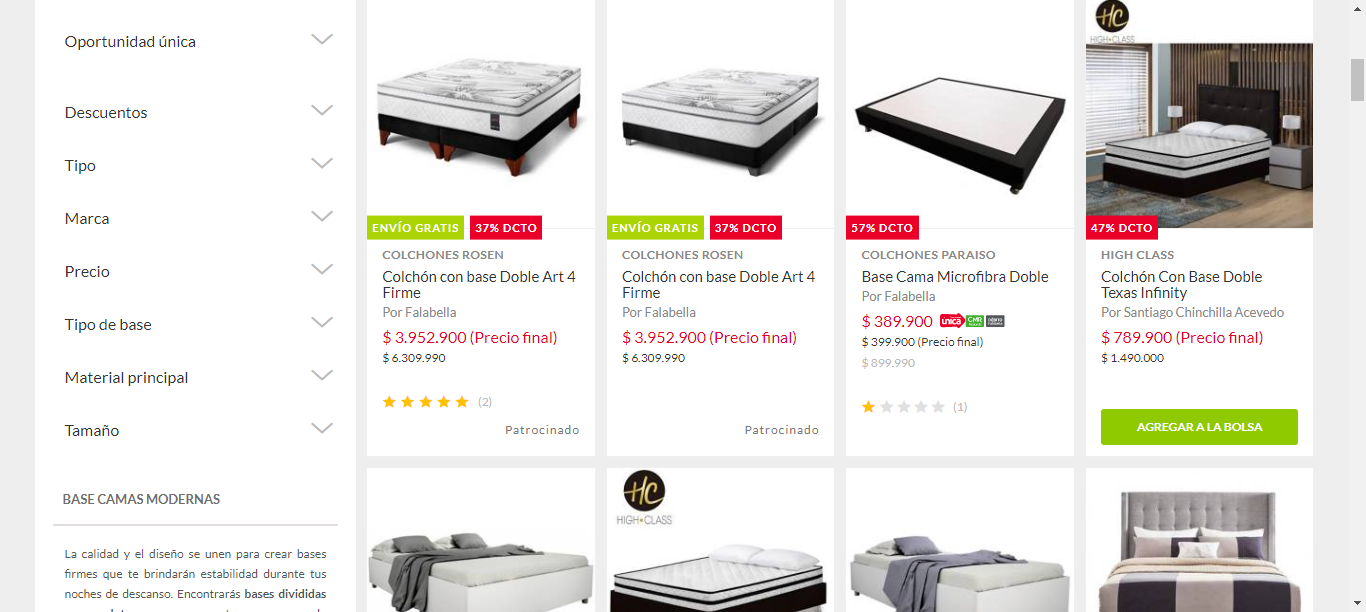 Oportunidad única
Descuentos
Tipo
Marca
Precio
Tipo de base
Material principal
Tamaño
BASE CAMAS MODERNAS
La calidad y el diseño se unen para crear bases
firmes que te brindarán estabilidad durante tus
noches de descanso. Encontrarás bases divididas
ENVÍO GRATIS
37% DCTO
COLCHONES ROSEN
Colchón con base Doble Art 4
Firme
Por Falabella
$ 3.952.900 (Precio final)
$ 6.309.990
(2)
Patrocinado
ENVÍO GRATIS
37% DCTO
COLCHONES ROSEN
Colchón con base Doble Art 4
Firme
Por Falabella
$ 3.952.900 (Precio final)
$ 6.309.990
Patrocinado
57% DCTO
COLCHONES PARAISO
Base Cama Microfibra Doble
Por Falabella
$ 389.900 única CMR
$ 399.900 (Precio final)
$ 899.990
(1)
HC
HIGH CLASS
47% DCTO
HIGH CLASS
Colchón Con Base Doble
Texas Infinity
Por Santiago Chinchilla Acevedo
$ 789.900 (Precio final)
$ 1.490.000
AGREGAR A LA BOLSA
HC
HIGH CLASS